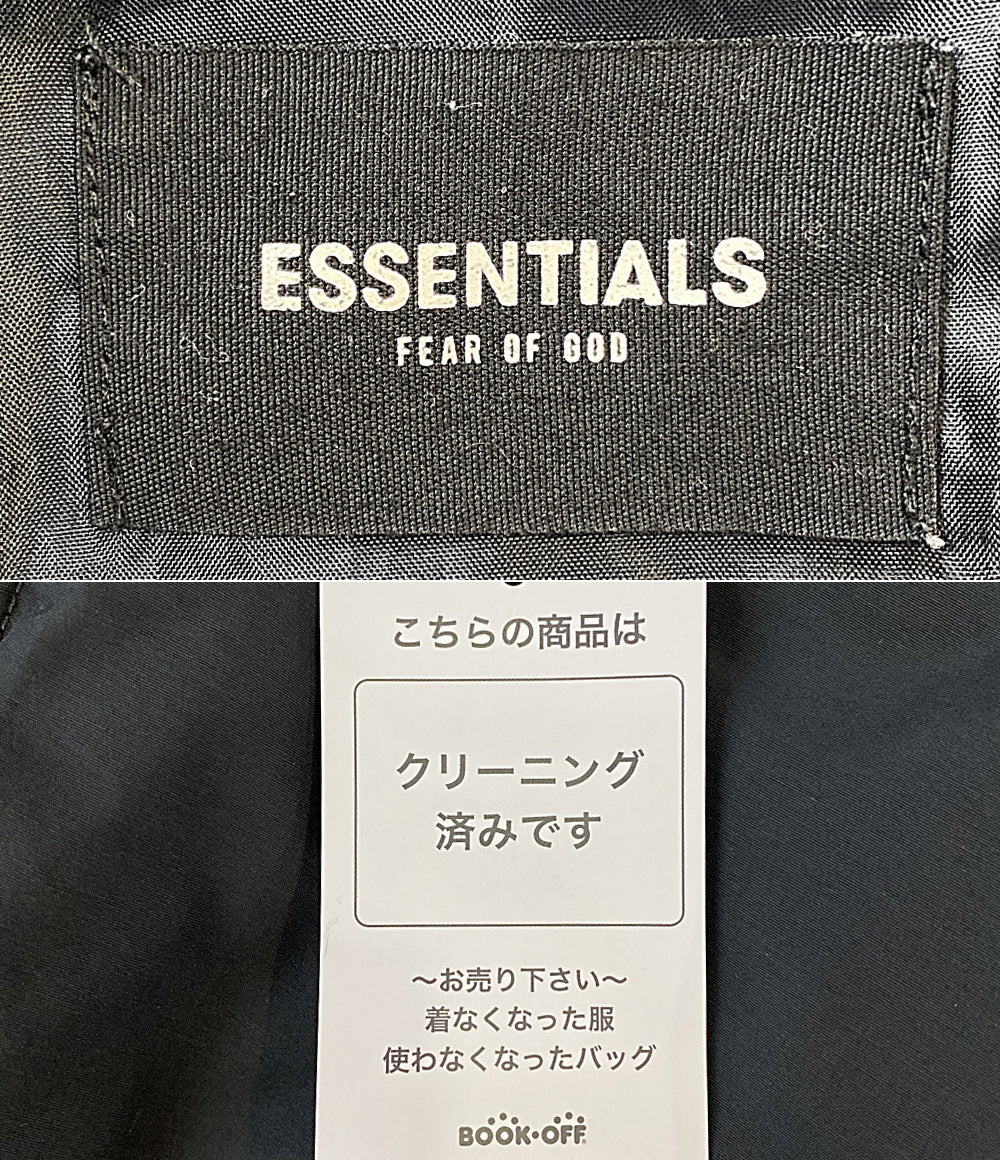 ESSENTIALS
FEAR OF GOD
こちらの商品は
クリーニング
済みです
～お売り下さい～
着なくなった服
使わなくなったバッグ
BOOK・OFF